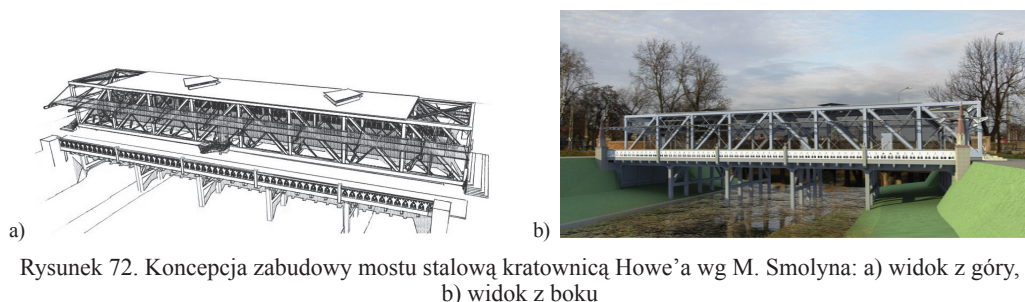 a)
b)
Rysunek 72. Koncepcja zabudowy mostu stalową kratownicą Howe’a wg M. Smolyna: a) widok z góry,
b) widok z boku